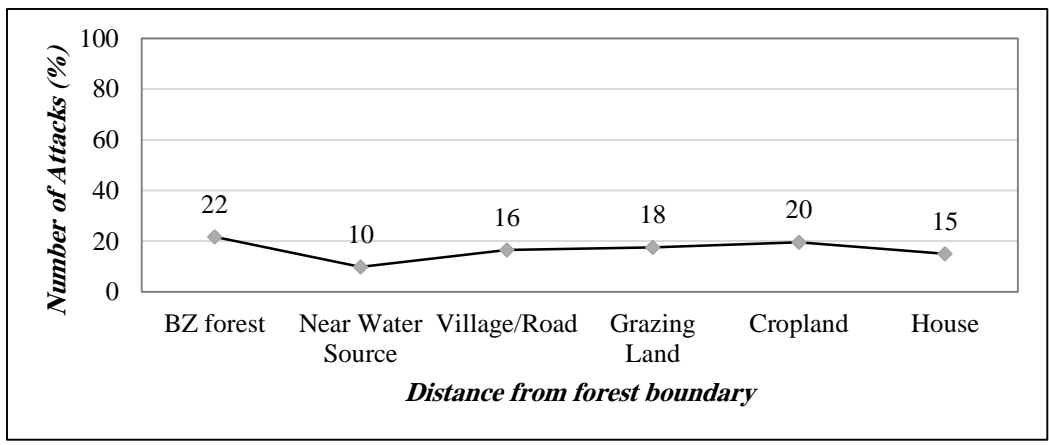 Number of Attacks (%)
100
80
60
40
20
0
22
10
16
18
20
15
BZ forest
Near Water
Source
Village/Road
Grazing
Land
Cropland
House
Distance from forest boundary